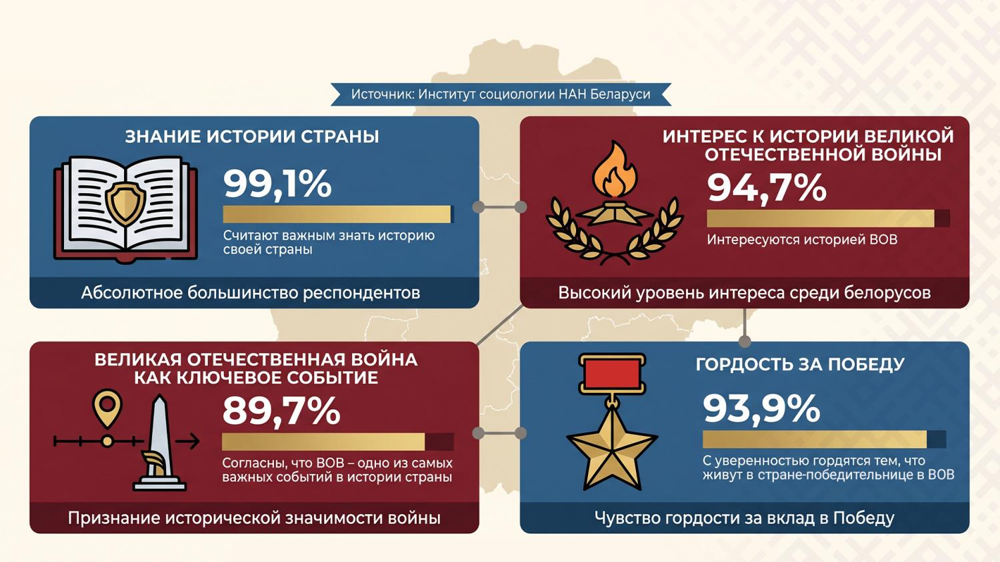 Источник: Институт социологии НАН Беларуси
ЗНАНИЕ ИСТОРИИ СТРАНЫ
99,1%
Считают важным знать историю
своей страны
Абсолютное большинство респондентов
ИНТЕРЕС К ИСТОРИИ ВЕЛИКОЙ
ОТЕЧЕСТВЕННОЙ ВОЙНЫ
94,7%
Интересуются историей ВОВ
Высокий уровень интереса среди белорусов
ВЕЛИКАЯ ОТЕЧЕСТВЕННАЯ ВОЙНА
КАК КЛЮЧЕВОЕ СОБЫТИЕ
89,7%
Согласны, что ВОВ – одно из самых
важных событий в истории страны
Признание исторической значимости войны
ГОРДОСТЬ ЗА ПОБЕДУ
93,9%
С уверенностью гордятся тем, что
живут в стране-победительнице в ВОВ
Чувство гордости за вклад в Победу